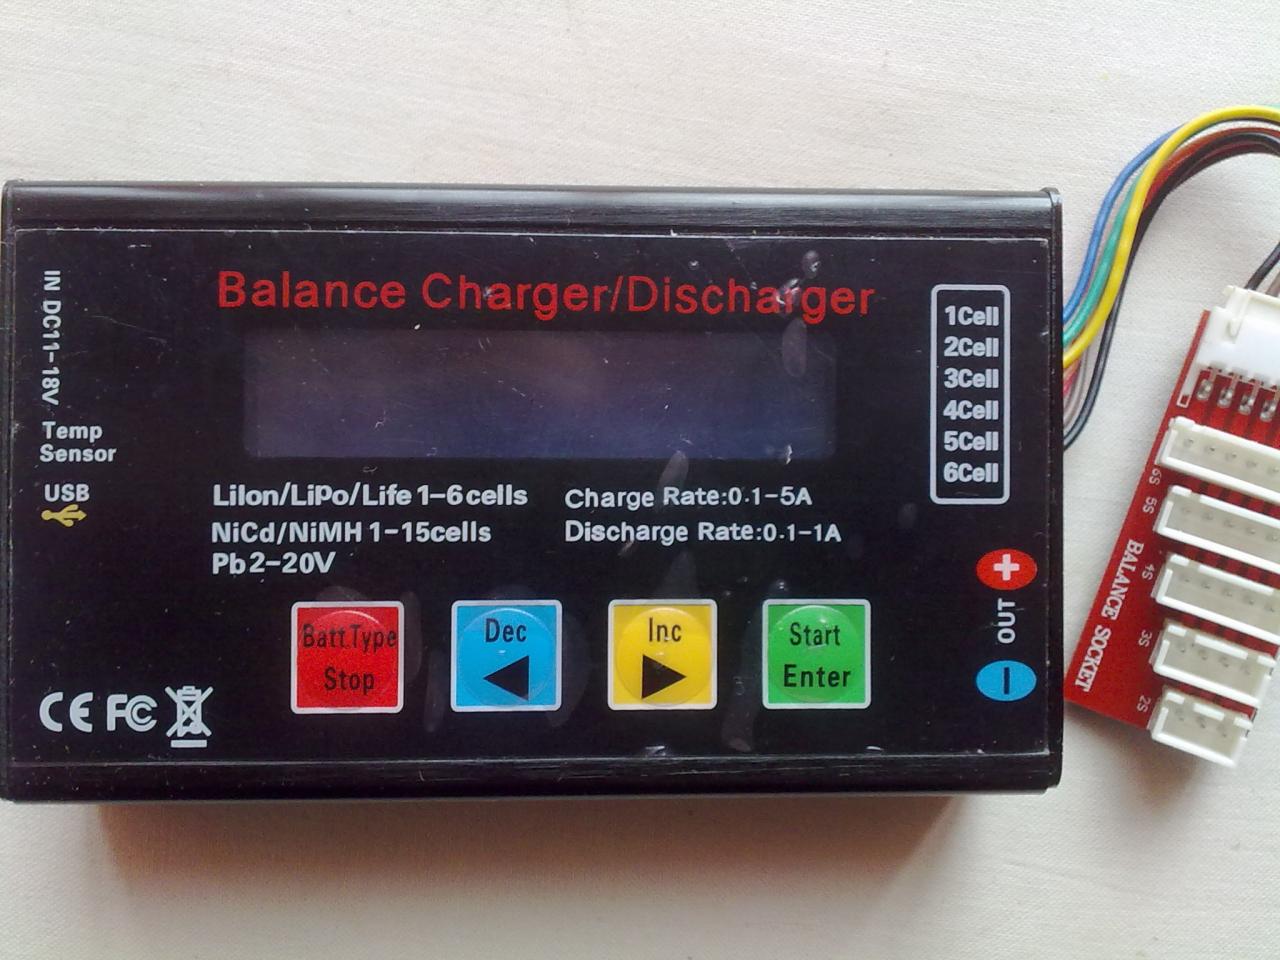 Balance Charger/Discharger
IN DC11-18V
Temp
Sensor
USB
1Cell
2Cell
3Cell
4Cell
5Cell
6Cell
LiIon/LiPo/Life 1-6cells
NiCd/NiMH 1-15cells
Pb 2-20V
Charge Rate:0.1-5A
Discharge Rate:0.1-1A
Batt.Type
Stop
Dec
Inc
Start
Enter
+
OUT
-
CE FC
6S
5S
4S
3S
2S
BALANCE SOCKET